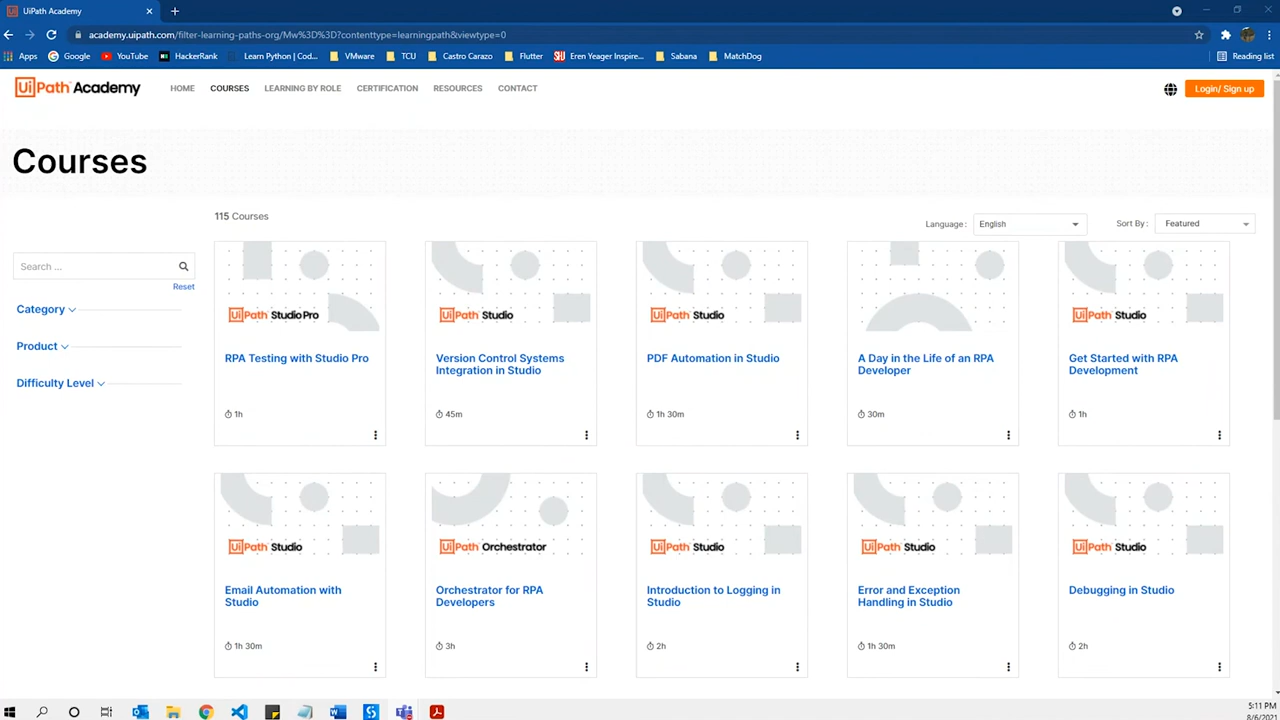 UiPath Academy
academy.uipath.com/filter-learning-paths-org/Mw%3D%3D?contenttype=learningpath&viewtype=0
Apps Google YouTube HackerRank Learn Python | Cod... VMware TCU Castro Carazo Flutter Eren Yeager Inspire... Sabana MatchDog Reading list
UiPath Academy HOME COURSES LEARNING BY ROLE CERTIFICATION RESOURCES CONTACT Login/ Sign up
Courses
115 Courses
Language : English Sort By : Featured
Search ...
Reset
Category
Product
Difficulty Level
UiPath StudioPro
RPA Testing with Studio Pro
1h
UiPath Studio
Version Control Systems
Integration in Studio
45m
UiPath Studio
PDF Automation in Studio
1h 30m
A Day in the Life of an RPA
Developer
30m
UiPath Studio
Get Started with RPA
Development
1h
UiPath Studio
Email Automation with
Studio
1h 30m
UiPath Orchestrator
Orchestrator for RPA
Developers
3h
UiPath Studio
Introduction to Logging in
Studio
2h
UiPath Studio
Error and Exception
Handling in Studio
1h 30m
UiPath Studio
Debugging in Studio
2h
5:11 PM
8/6/2021